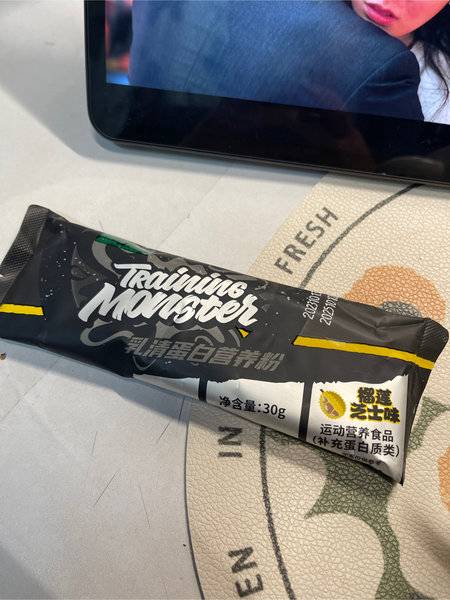 FRESH
Training
Monster
乳清蛋白营养粉
净含量:30g
榴莲
芝士味
运动营养食品
(补充蛋白质类)
IN
EN